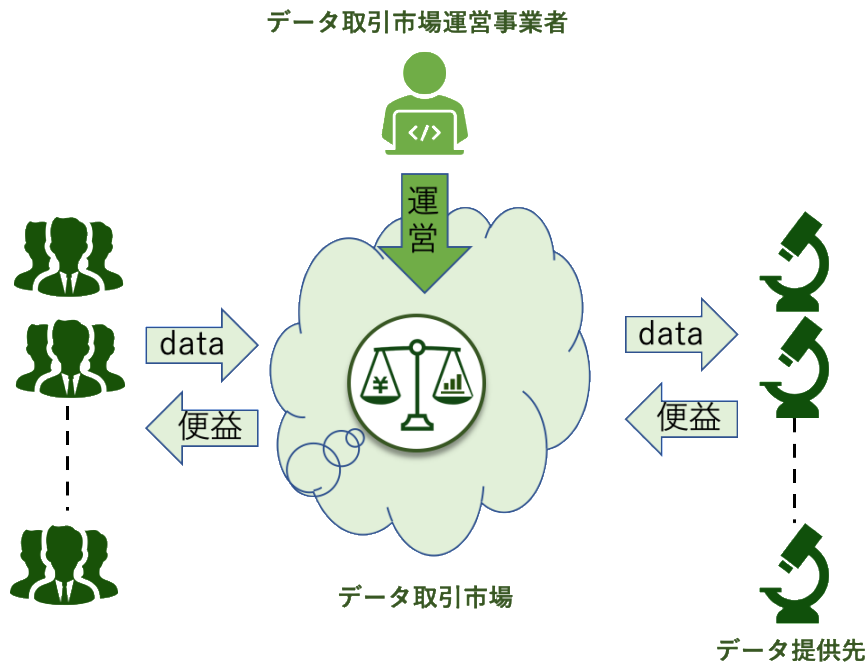 データ取引市場運営事業者
</>
運
営
data
data
¥
便益
便益
データ取引市場
データ提供先